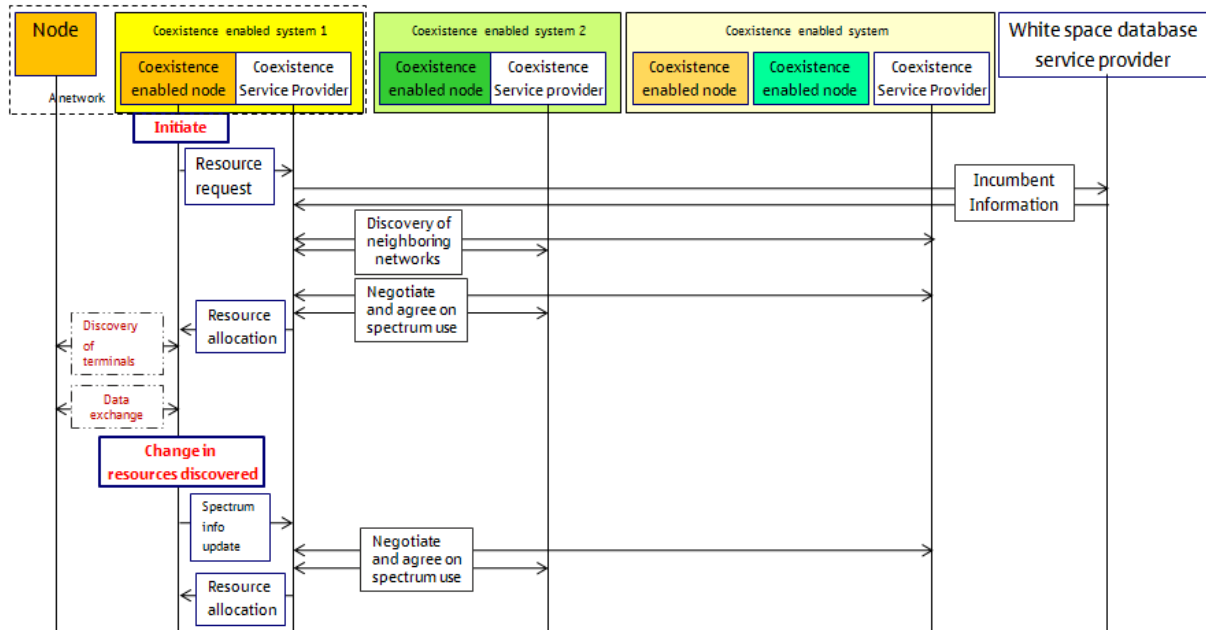 Node
A network
Coexistence enabled system 1
Coexistence
enabled node
Coexistence
Service Provider
Coexistence enabled system 2
Coexistence
enabled node
Coexistence
Service provider
Coexistence enabled system
Coexistence
enabled node
Coexistence
enabled node
Coexistence
Service Provider
White space database
service provider
Initiate
Resource
request
Incumbent
Information
Discovery of
neighboring
networks
Negotiate
and agree on
spectrum use
Resource
allocation
Discovery
of
terminals
Data
exchange
Change in
resources discovered
Spectrum
info
update
Negotiate
and agree on
spectrum use
Resource
allocation